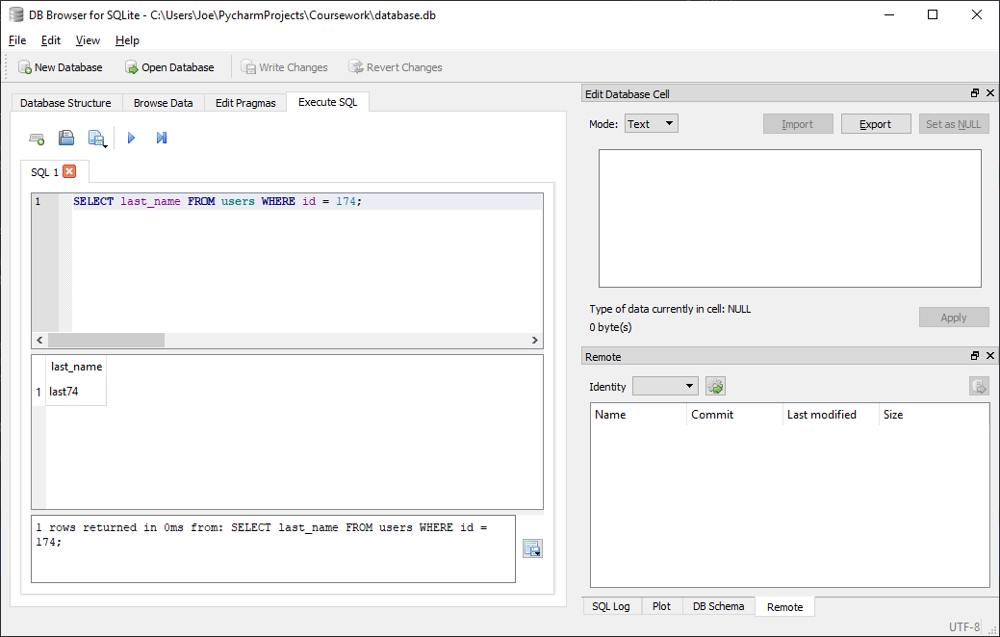 DB Browser for SQLite - C:\Users\Joe\PycharmProjects\Coursework\database.db
File Edit View Help
New Database Open Database Write Changes Revert Changes
Database Structure Browse Data Edit Pragmas Execute SQL
SQL 1
1 SELECT last_name FROM users WHERE id = 174;
last_name
1 last74
1 rows returned in 0ms from: SELECT last_name FROM users WHERE id =
174;
Edit Database Cell
Mode: Text Import Export Set as NULL
Type of data currently in cell: NULL
0 byte(s)
Apply
Remote
Identity
Name Commit Last modified Size
SQL Log Plot DB Schema Remote
UTF-8